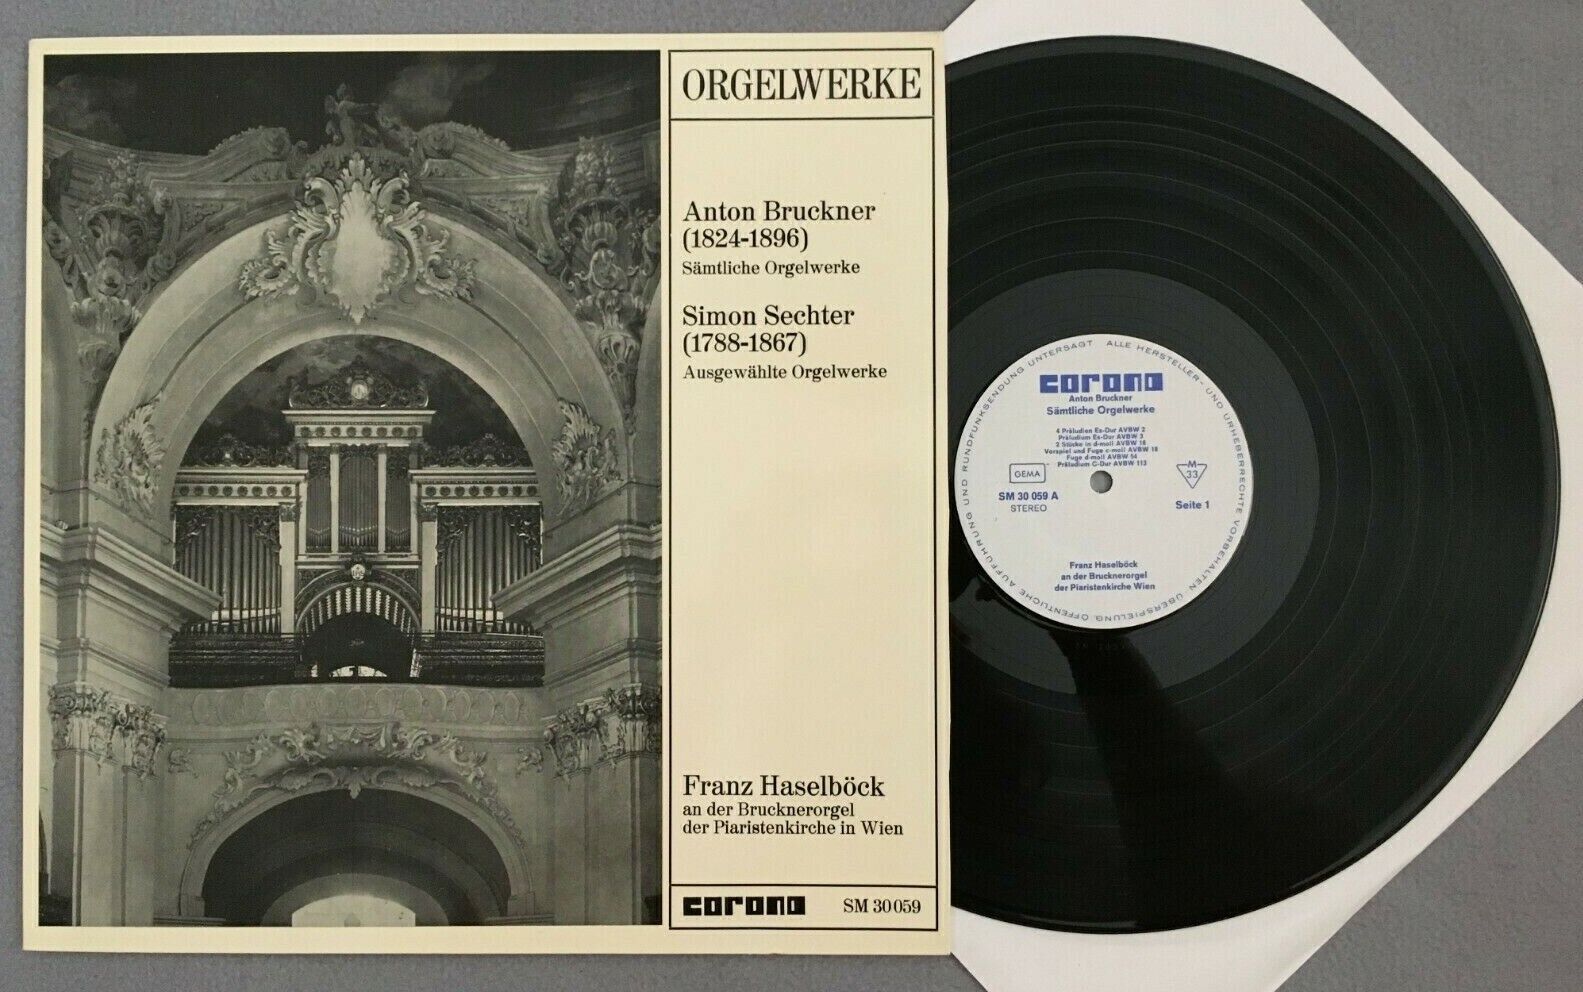 ORGELWERKE
Anton Bruckner
(1824-1896)
Sämtliche Orgelwerke
Simon Sechter
(1788-1867)
Ausgewählte Orgelwerke
Franz Haselböck
an der Brucknerorgel
der Piaristenkirche in Wien
corona SM 30059
ALLE HERSTELLER- UND URHEBERRECHTE VORBEHALTEN. ÜBERSPIELUNG, ÖFFENTLICHE AUFFÜHRUNG UND RUNDFUNKSENDUNG UNTERSAGT
corona
Anton Bruckner
Sämtliche Orgelwerke
4 Präludien Es-Dur AVBW 2
Präludium Es-Dur AVBW 3
2 Stücke in d-moll AVBW 16
Vorspiel und Fuge c-moll AVBW 18
Fuge d-moll AVBW 54
Präludium C-Dur AVBW 113
GEMA
M
33
SM 30 059 A
STEREO
Seite 1
Franz Haselböck
an der Brucknerorgel
der Piaristenkirche Wien